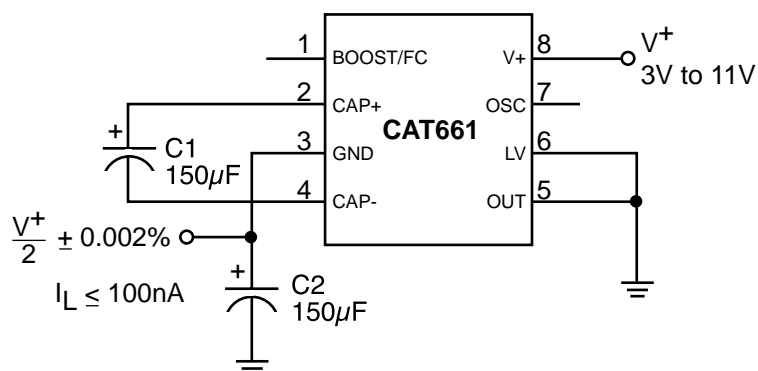 1 BOOST/FC
2 CAP+
3 GND
4 CAP-
CAT661
V+ 8
OSC 7
LV 6
OUT 5
V+
3V to 11V
+
C1
150µF
V+
2
± 0.002%
IL ≤ 100nA
+
C2
150µF